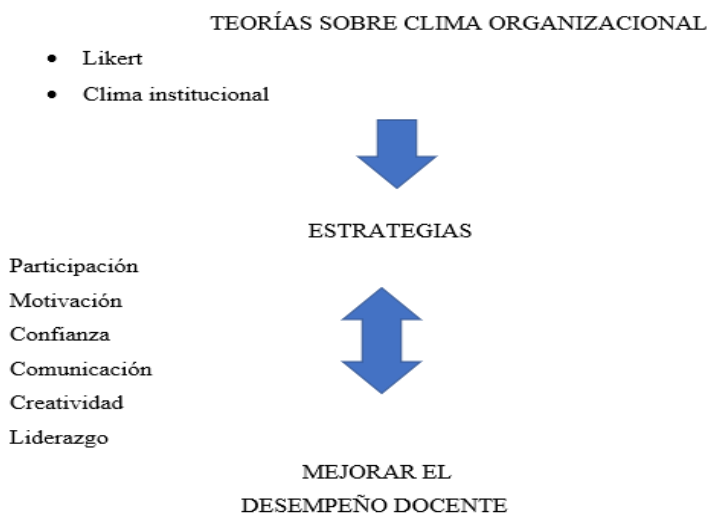 TEORÍAS SOBRE CLIMA ORGANIZACIONAL
• Likert
• Clima institucional
ESTRATEGIAS
Participación
Motivación
Confianza
Comunicación
Creatividad
Liderazgo
MEJORAR EL
DESEMPEÑO DOCENTE